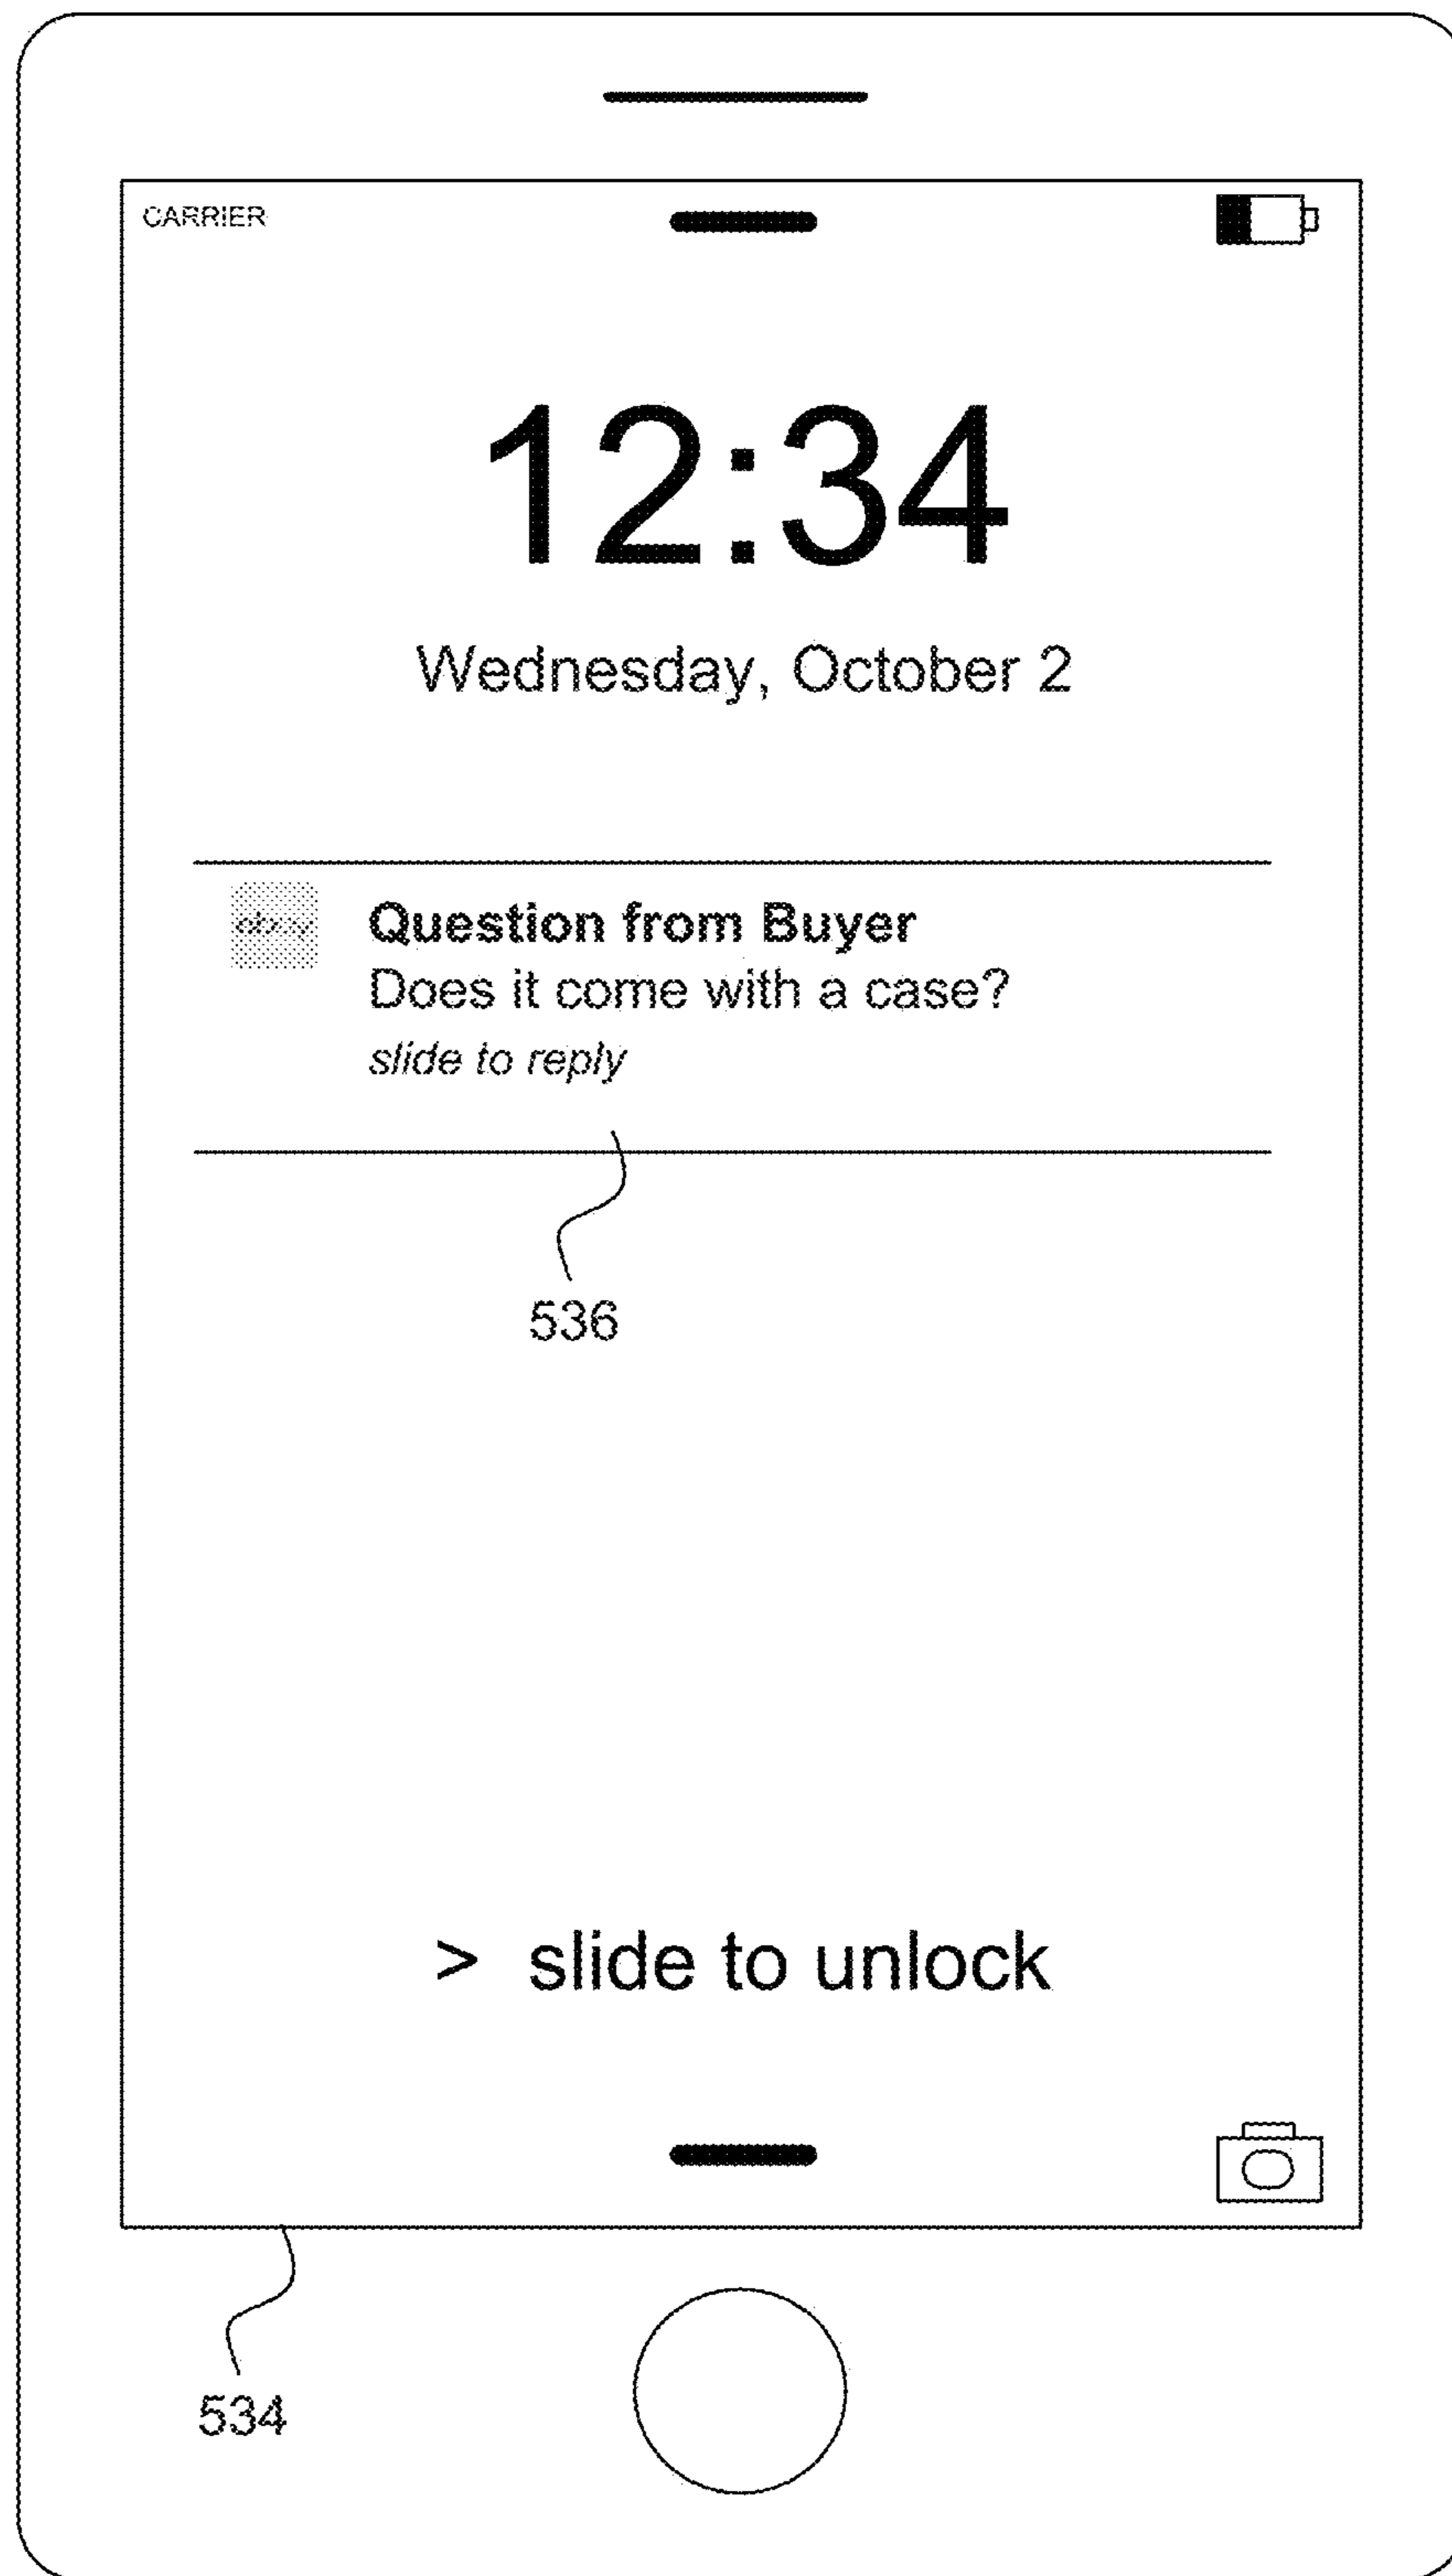 CARRIER
12:34
Wednesday, October 2
Question from Buyer
Does it come with a case?
slide to reply
536
> slide to unlock
534